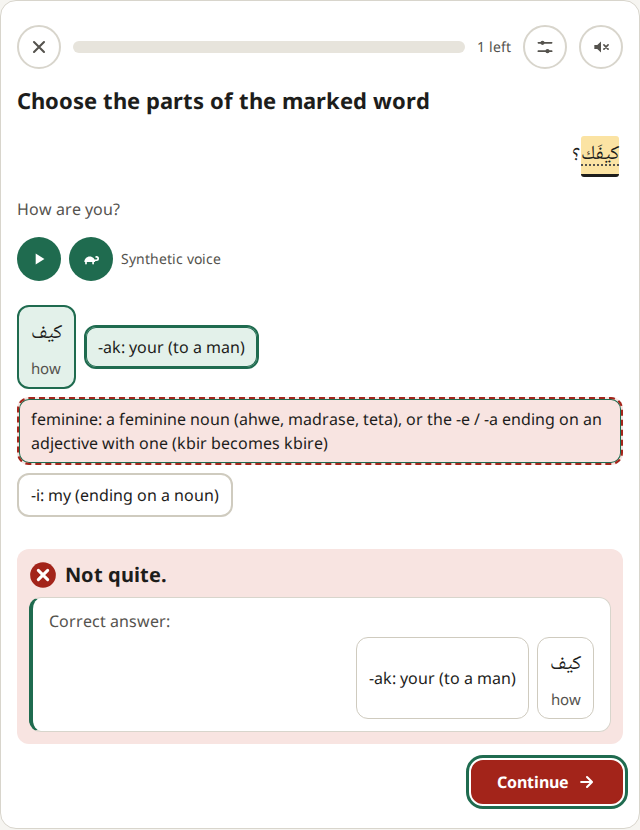 1 left
Choose the parts of the marked word
كيفَك؟
How are you?
Synthetic voice
كيف
how
-ak: your (to a man)
feminine: a feminine noun (ahwe, madrase, teta), or the -e / -a ending on an
adjective with one (kbir becomes kbire)
-i: my (ending on a noun)
Not quite.
Correct answer:
كيف
how
-ak: your (to a man)
Continue